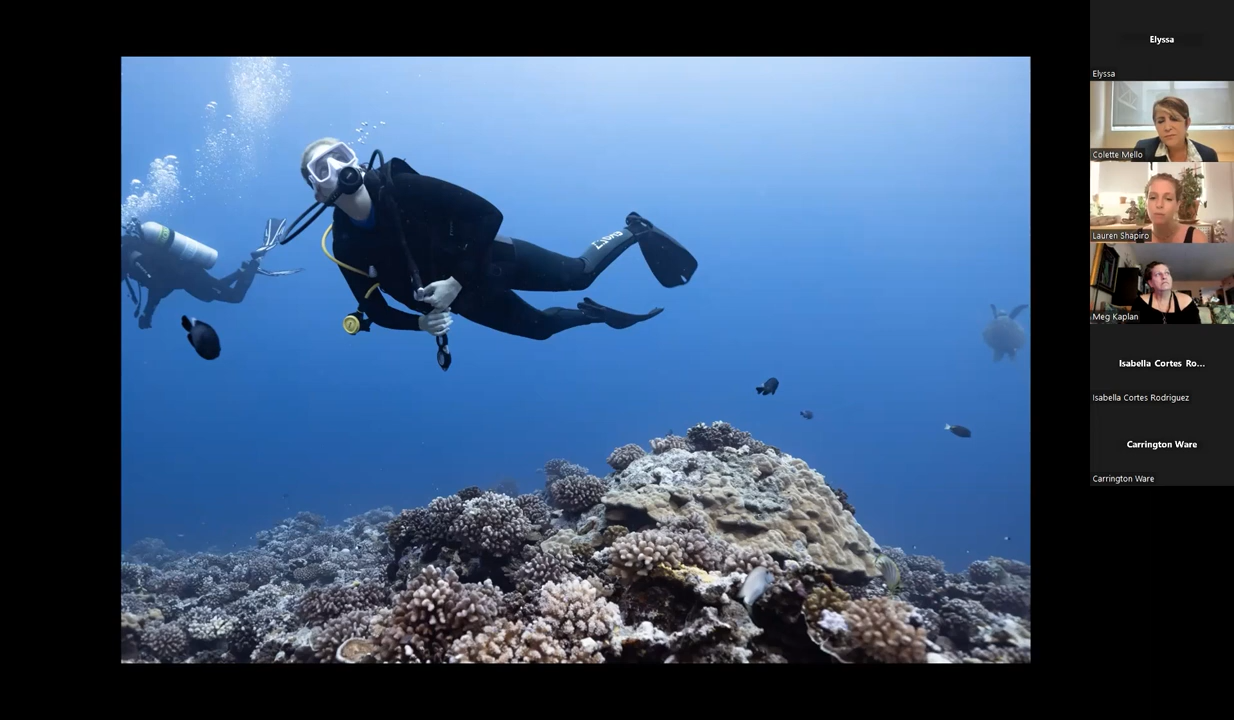 Elyssa
Elyssa
Colette Mello
Lauren Shapiro
Meg Kaplan
Isabella Cortes Ro...
Isabella Cortes Rodriguez
Carrington Ware
Carrington Ware